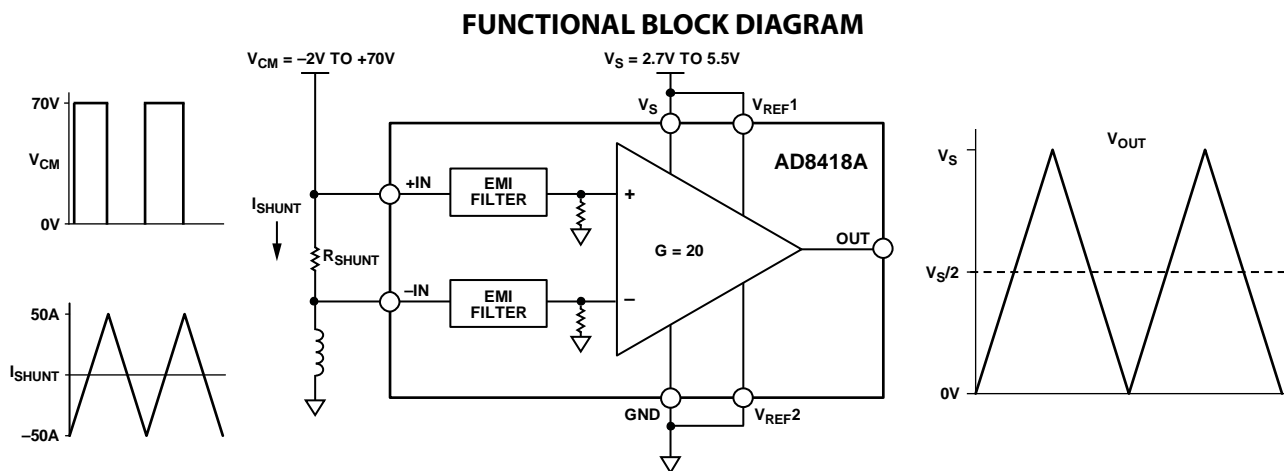 FUNCTIONAL BLOCK DIAGRAM
V_CM = –2V TO +70V
V_S = 2.7V TO 5.5V
70V
V_CM
0V
50A
I_SHUNT
–50A
I_SHUNT
R_SHUNT
+IN
–IN
EMI
FILTER
EMI
FILTER
V_S
V_REF1
AD8418A
+
G = 20
–
OUT
GND
V_REF2
V_OUT
V_S
V_S/2
0V